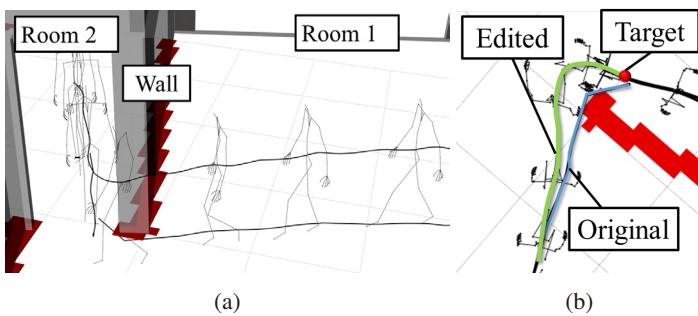 Room 2
Room 1
Wall
Edited
Target
Original
(a)
(b)